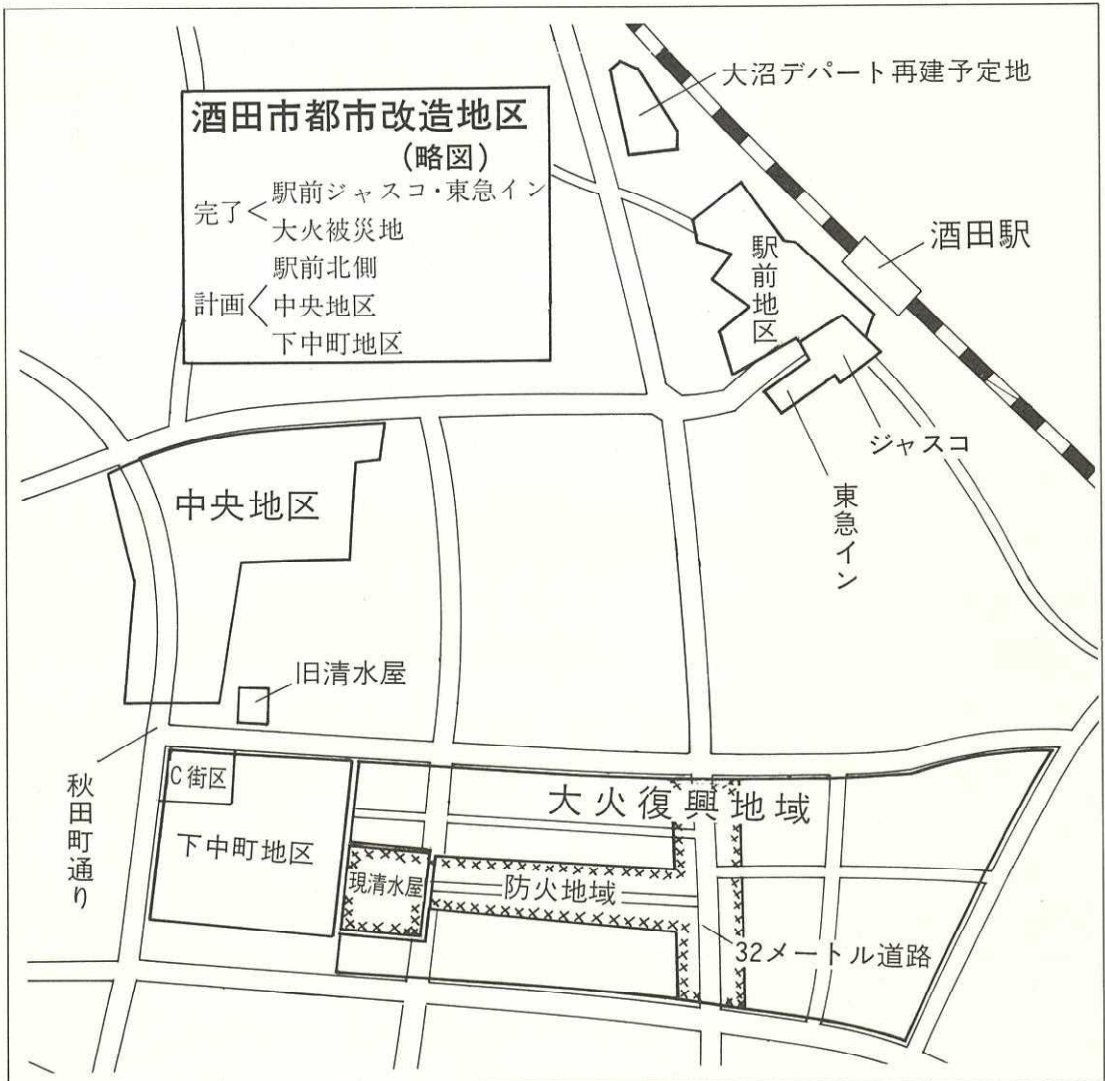 大沼デパート再建予定地
酒田市都市改造地区
(略図)
完了<
駅前ジャスコ・東急イン
大火被災地
計画<
駅前北側
中央地区
下中町地区
酒田駅
駅前地区
ジャスコ
東急イン
中央地区
旧清水屋
秋田町通り
C街区
下中町地区
大火復興地域
現清水屋
防火地域
32メートル道路